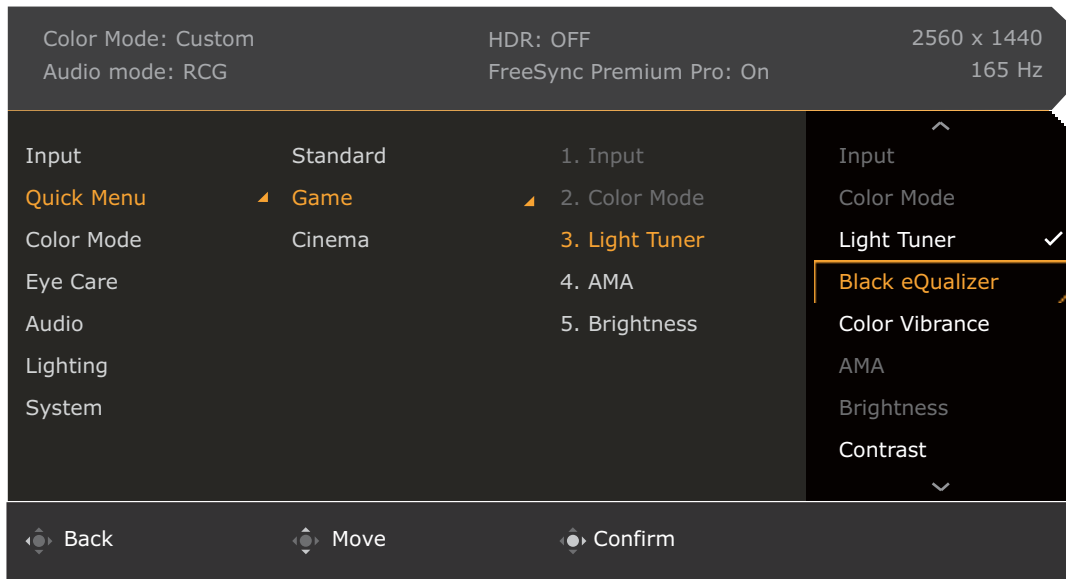 Color Mode: Custom
HDR: OFF
2560 x 1440
Audio mode: RCG
FreeSync Premium Pro: On
165 Hz
Input
Quick Menu
Color Mode
Eye Care
Audio
Lighting
System
Standard
Game
Cinema
1. Input
2. Color Mode
3. Light Tuner
4. AMA
5. Brightness
Input
Color Mode
Light Tuner
Black eQualizer
Color Vibrance
AMA
Brightness
Contrast
Back
Move
Confirm